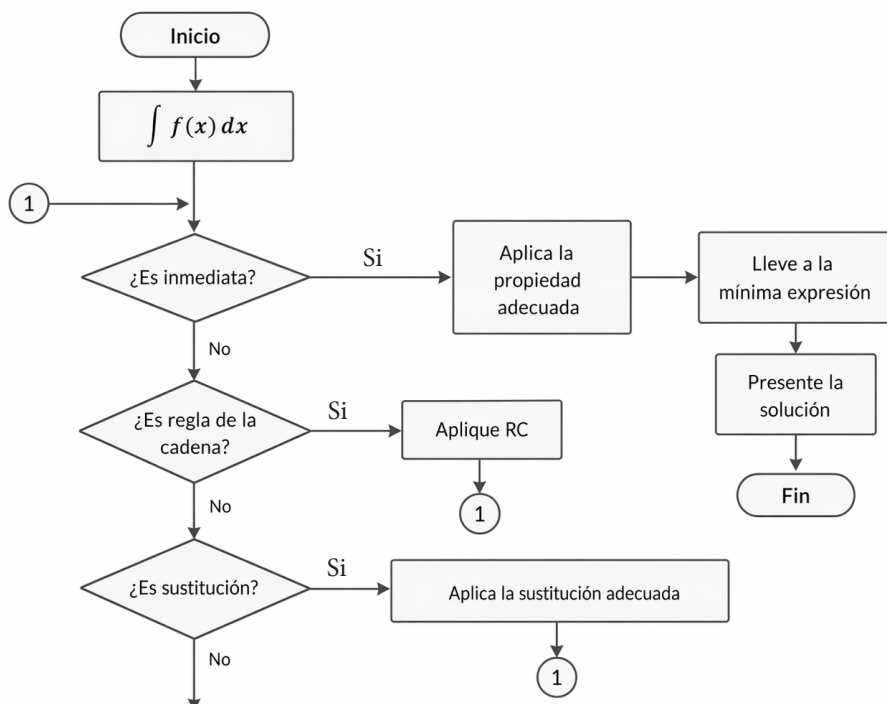 Inicio
∫ f(x) dx
1
¿Es inmediata?
Si
Aplica la
propiedad
adecuada
Lleve a la
mínima expresión
No
Presente la
solución
¿Es regla de la
cadena?
Si
Aplique RC
Fin
No
1
¿Es sustitución?
Si
Aplica la sustitución adecuada
No
1